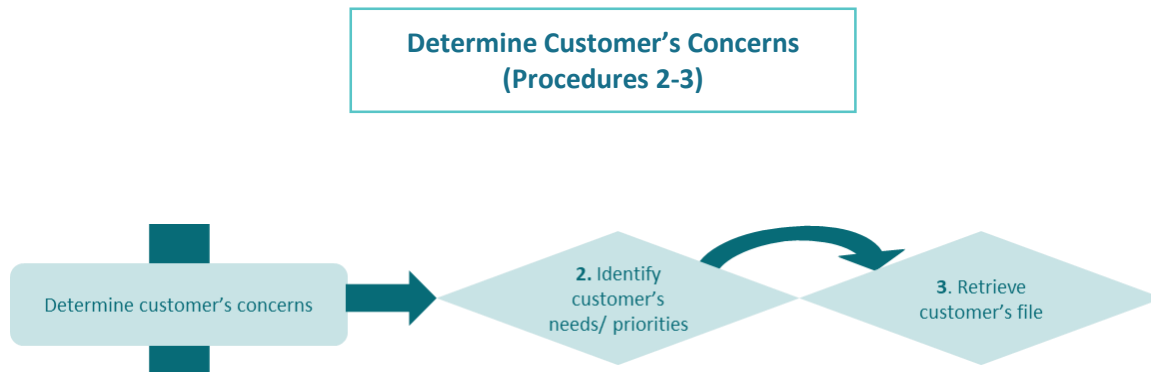 Determine Customer’s Concerns
(Procedures 2-3)
Determine customer’s concerns
2. Identify
customer’s
needs/ priorities
3. Retrieve
customer’s file